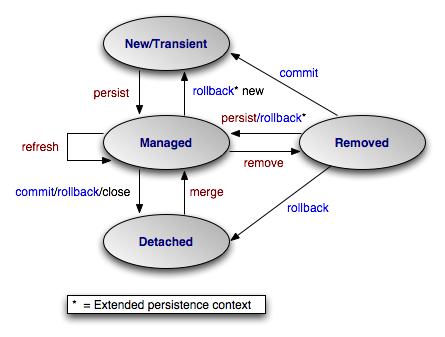 New/Transient
commit
persist
rollback* new
persist/rollback*
refresh
Managed
Removed
remove
commit/rollback/close
merge
rollback
Detached
* = Extended persistence context